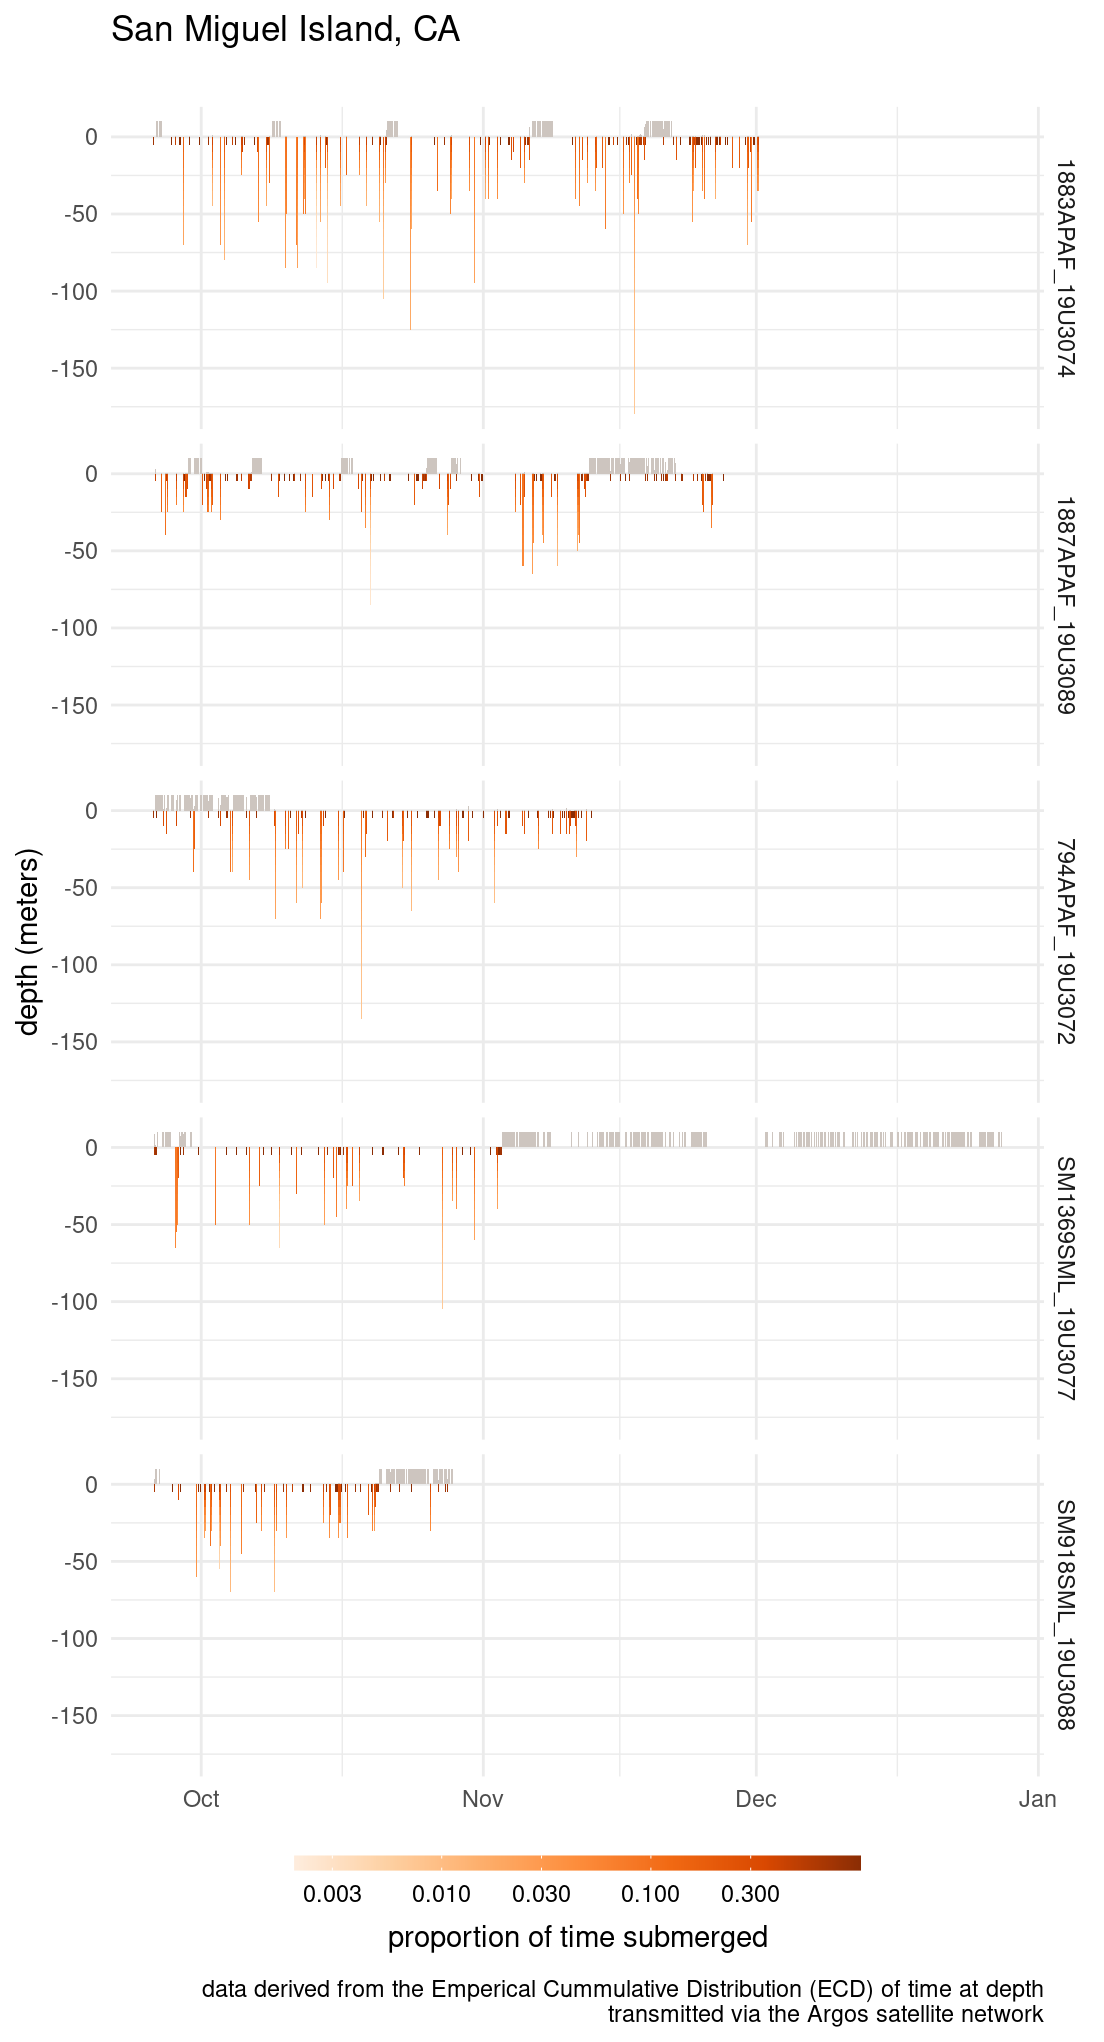 San Miguel Island, CA
0
-50
-100
-150
1883APAF_19U3074
0
-50
-100
-150
1887APAF_19U3089
0
-50
-100
-150
794APAF_19U3072
depth (meters)
0
-50
-100
-150
SM1369SML_19U3077
0
-50
-100
-150
SM918SML_19U3088
Oct Nov Dec Jan
0.003 0.010 0.030 0.100 0.300
proportion of time submerged
data derived from the Emperical Cummulative Distribution (ECD) of time at depth
transmitted via the Argos satellite network